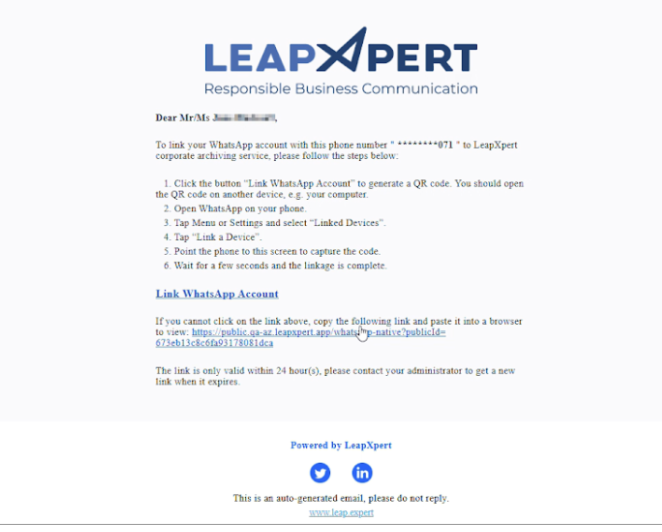 LEAPXPERT
Responsible Business Communication
Dear Mr/Ms
To link your WhatsApp account with this phone number " ********071 " to LeapXpert
corporate archiving service, please follow the steps below:
1. Click the button "Link WhatsApp Account" to generate a QR code. You should open
the QR code on another device, e.g. your computer.
2. Open WhatsApp on your phone.
3. Tap Menu or Settings and select "Linked Devices".
4. Tap "Link a Device".
5. Point the phone to this screen to capture the code.
6. Wait for a few seconds and the linkage is complete.
Link WhatsApp Account
If you cannot click on the link above, copy the following link and paste it into a browser
to view: https://public.qa-az.leapxpert.app/whatsapp-native?publicId=
673eb13c8c6fa93178081dca
The link is only valid within 24 hour(s), please contact your administrator to get a new
link when it expires.
Powered by LeapXpert
in
This is an auto-generated email, please do not reply.
www.leap.expert